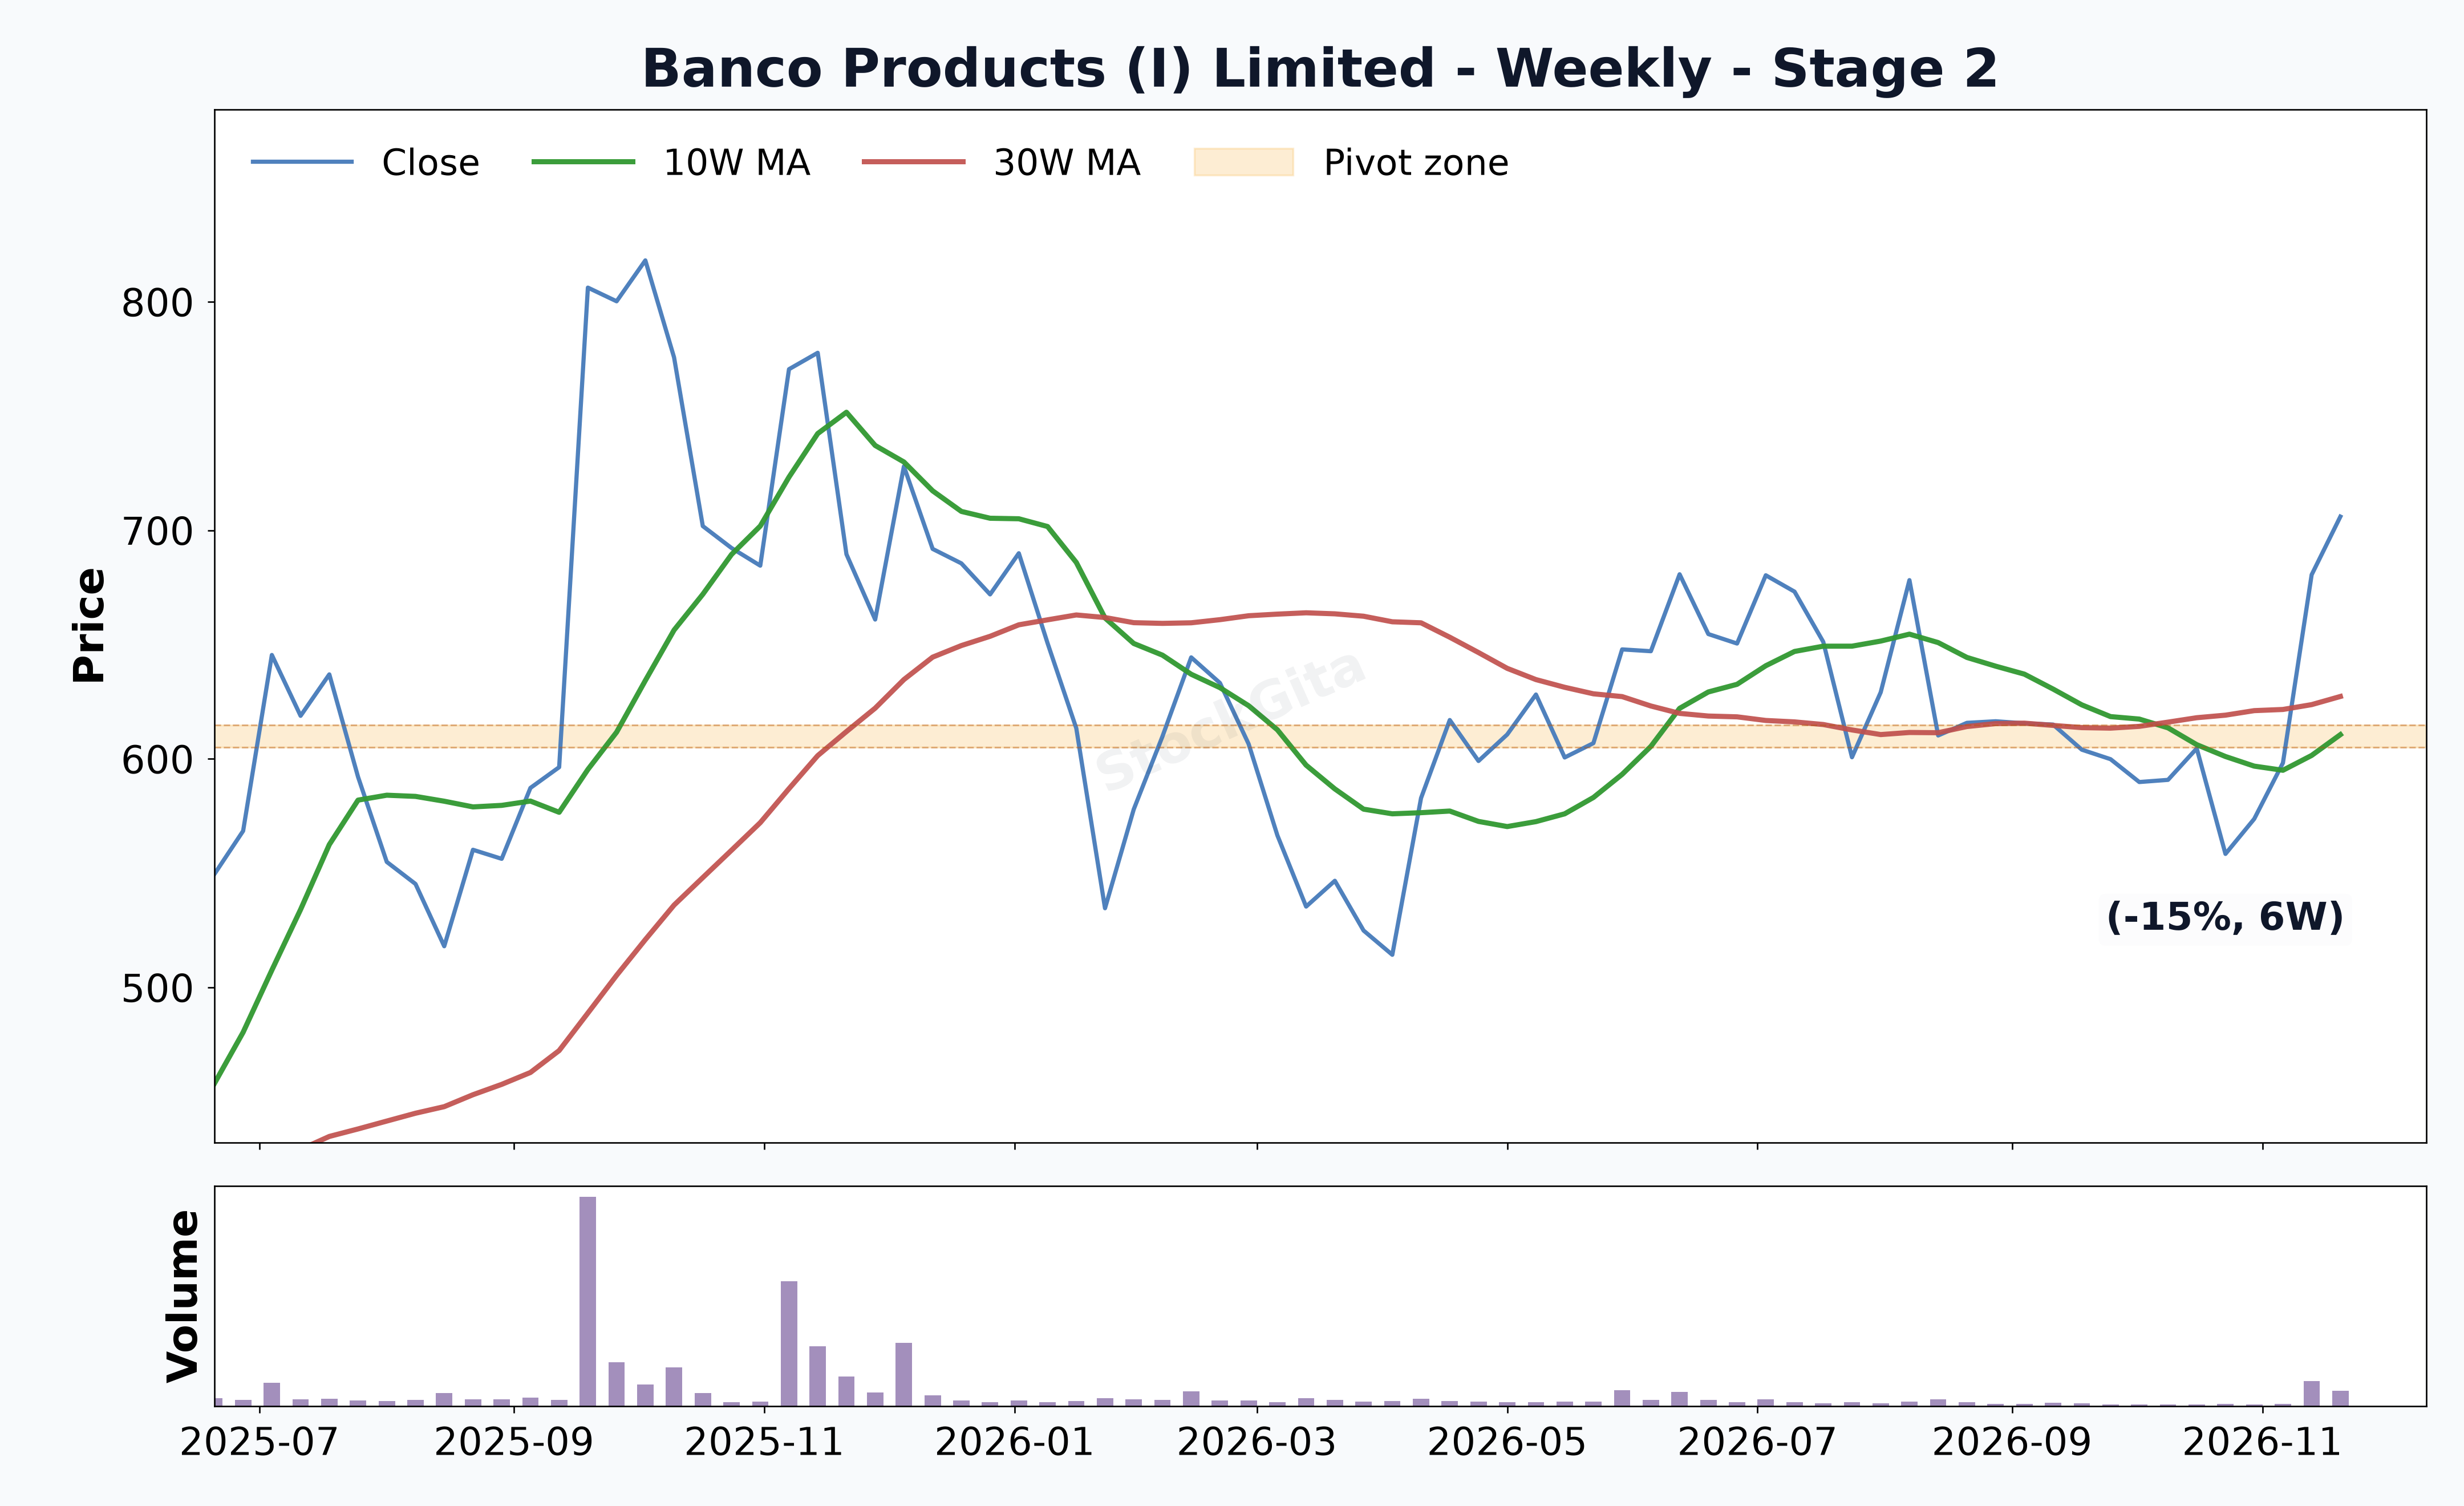 Banco Products (I) Limited - Weekly - Stage 2
Close 10W MA 30W MA Pivot zone
800
700
600
500
Price
StockGita
(-15%, 6W)
Volume
2025-07 2025-09 2025-11 2026-01 2026-03 2026-05 2026-07 2026-09 2026-11